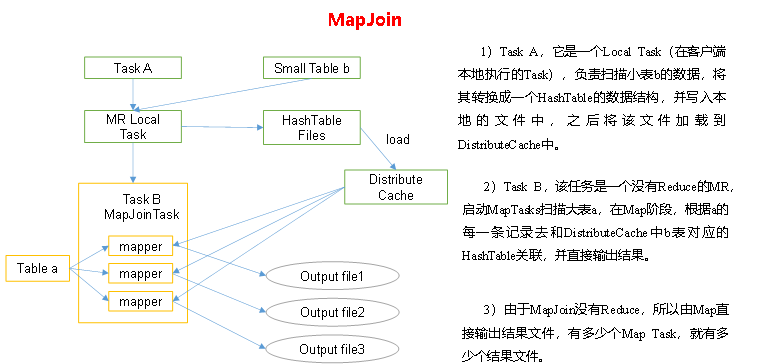 MapJoin
Task A
Small Table b
MR Local
Task
HashTable
Files
load
Distribute
Cache
Task B
MapJoinTask
mapper
mapper
mapper
Table a
Output file1
Output file2
Output file3
1）Task A，它是一个Local Task（在客户端
本地执行的Task），负责扫描小表b的数据，将
其转换成一个HashTable的数据结构，并写入本
地的文件中，之后将该文件加载到
DistributeCache中。
2）Task B，该任务是一个没有Reduce的MR，
启动MapTasks扫描大表a，在Map阶段，根据a的
每一条记录去和DistributeCache中b表对应的
HashTable关联，并直接输出结果。
3）由于MapJoin没有Reduce，所以由Map直
接输出结果文件，有多少个Map Task，就有多
少个结果文件。